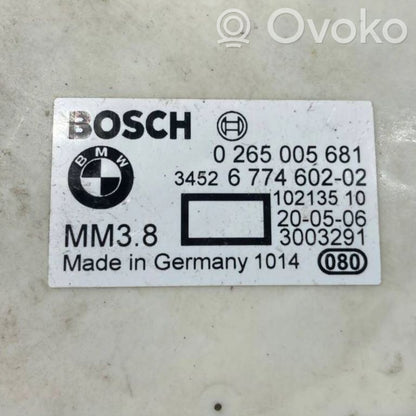 Ovoko
BOSCH
BMW
0 265 005 681
3452 6 774 602-02
102135 10
20-05-06
MM3.8
3003291
Made in Germany 1014
080